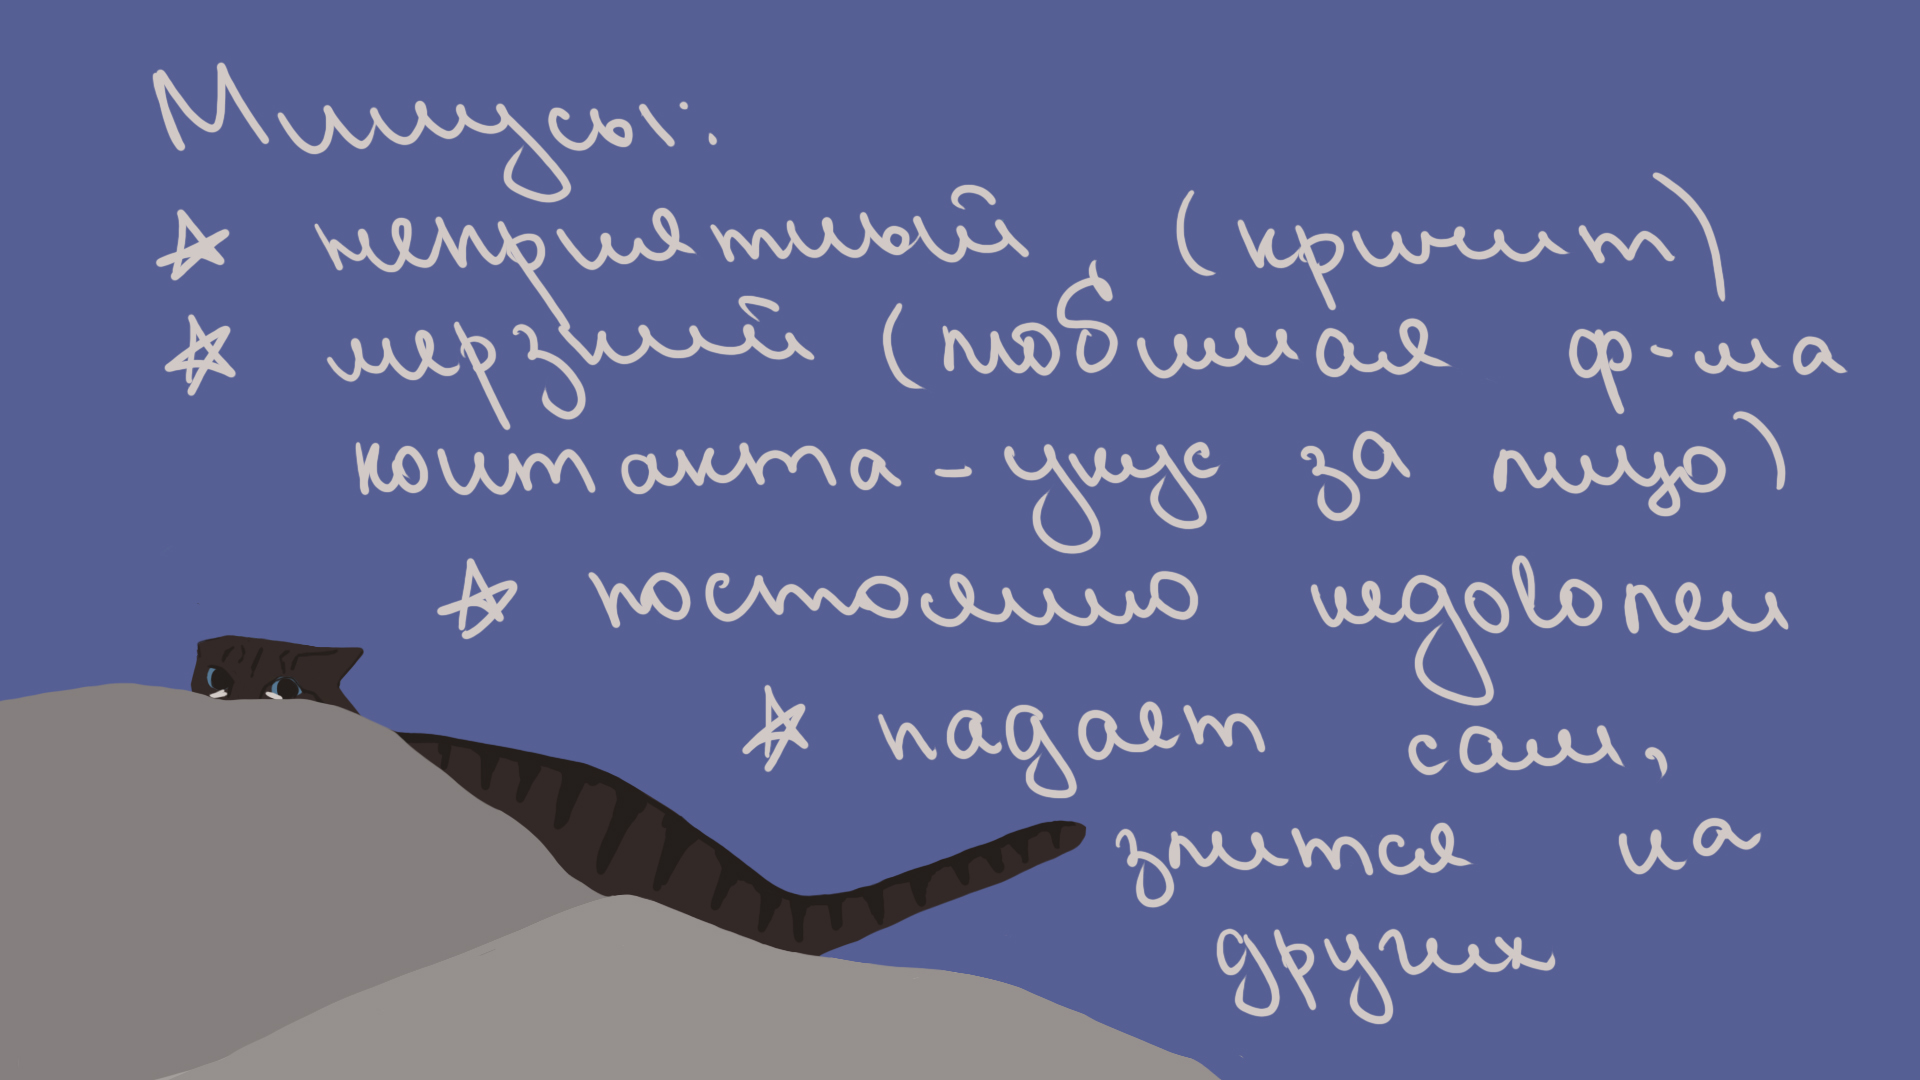 Минусы:
☆ неприятный (кричит)
☆ мерзкий (любимая ф-ма
контакта - укус за лицо)
☆ постоянно недоволен
☆ падает сам,
злится на
других